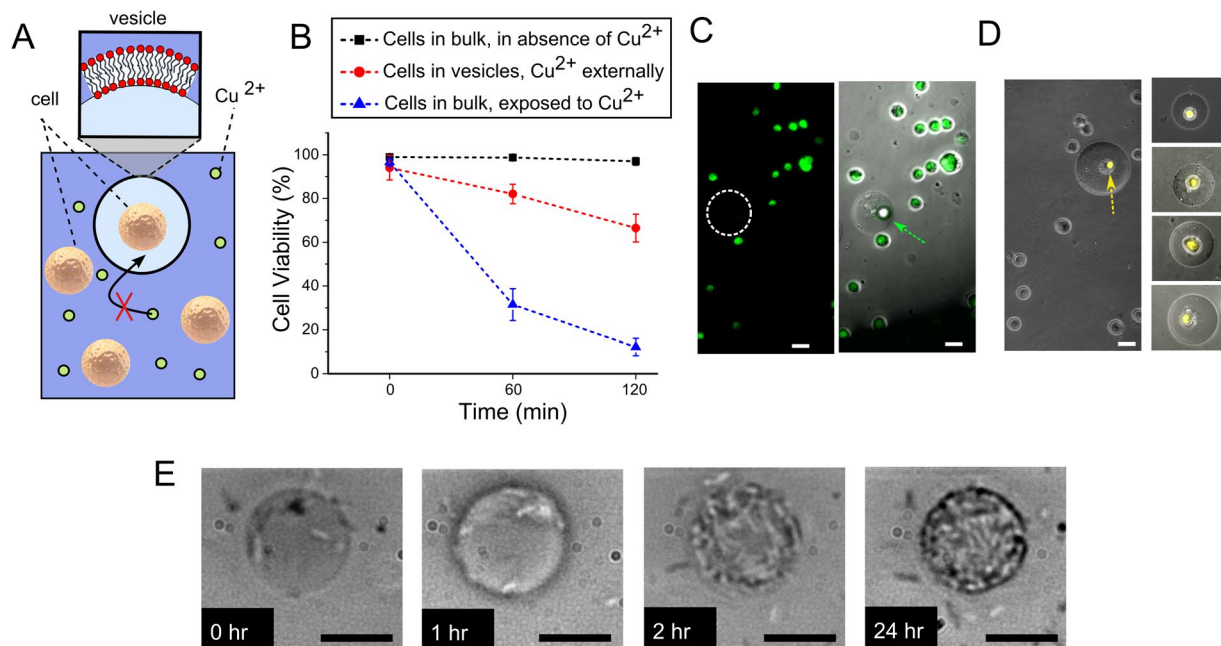 A
vesicle
cell
Cu 2+
B
Cells in bulk, in absence of Cu2+
Cells in vesicles, Cu2+ externally
Cells in bulk, exposed to Cu2+
Cell Viability (%)
100
80
60
40
20
0
0
60
120
Time (min)
C
D
E
0 hr
1 hr
2 hr
24 hr